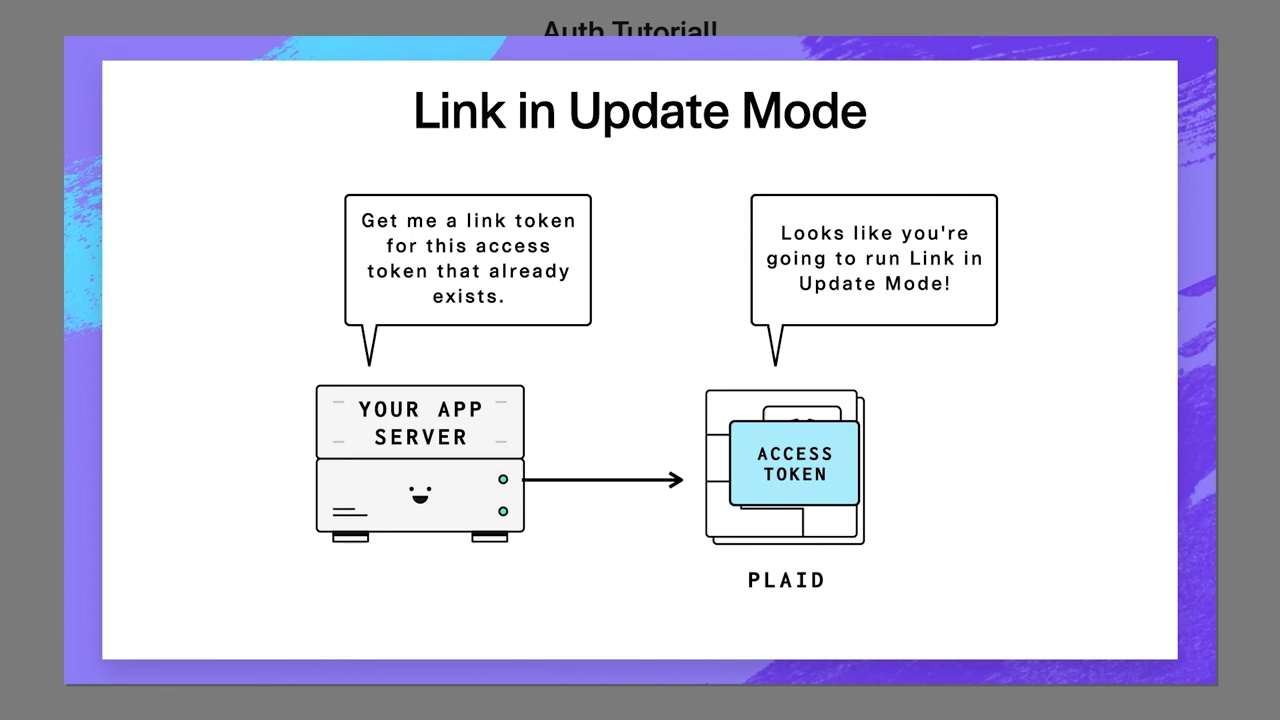 Auth Tutorial!
Link in Update Mode
Get me a link token
for this access
token that already
exists.
Looks like you're
going to run Link in
Update Mode!
YOUR APP
SERVER
ACCESS
TOKEN
PLAID